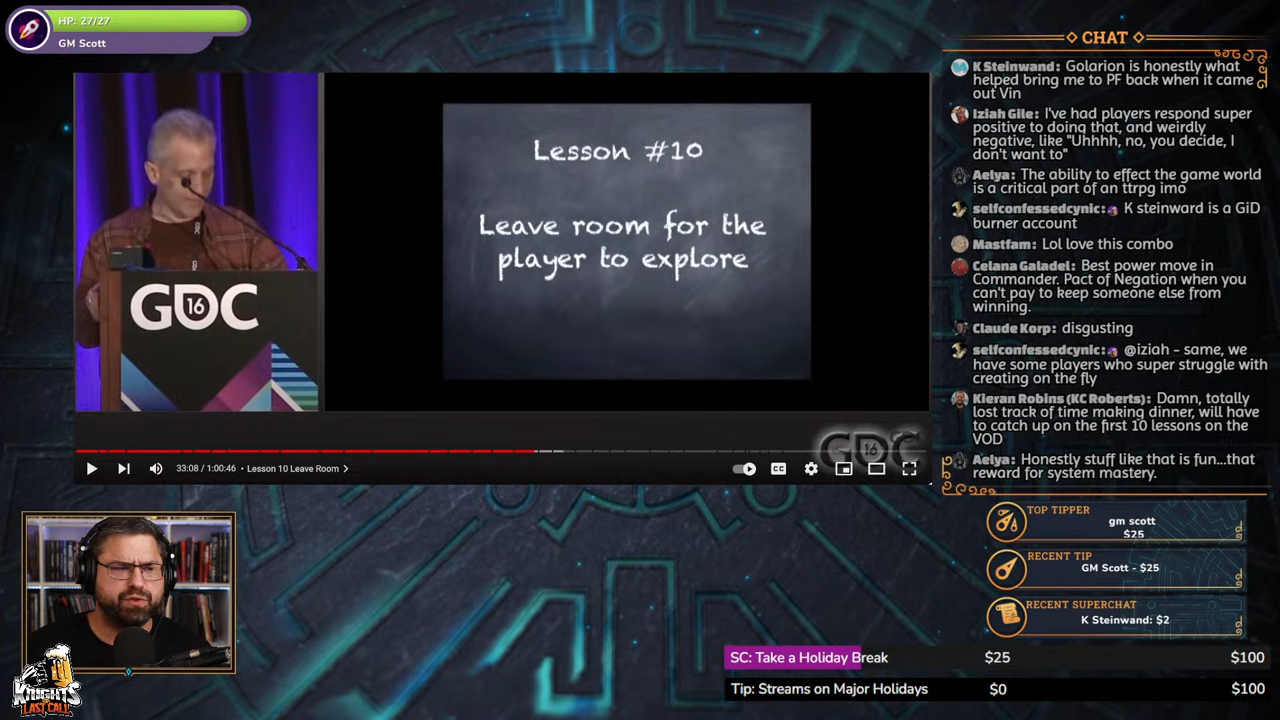 HP: 27/27
GM Scott
Lesson #10
Leave room for the
player to explore
GDC
16
GDC
16
33:08 / 1:00:46 • Lesson 10 Leave Room
CC
KNIGHTS
OF
LAST CALL
CHAT
K Steinwand: Golarion is honestly what
helped bring me to PF back when it came
out Vin
Iziah Gile: I've had players respond super
positive to doing that, and weirdly
negative, like "Uhhhh, no, you decide, I
don't want to"
Aelya: The ability to effect the game world
is a critical part of an ttrpg imo
selfconfessedcynic: K steinward is a GiD
burner account
Mastfam: Lol love this combo
Celana Galadel: Best power move in
Commander. Pact of Negation when you
can't pay to keep someone else from
winning.
Claude Korp: disgusting
selfconfessedcynic: @iziah - same, we
have some players who super struggle with
creating on the fly
Kieran Robins (KC Roberts): Damn, totally
lost track of time making dinner, will have
to catch up on the first 10 lessons on the
VOD
Aelya: Honestly stuff like that is fun...that
reward for system mastery.
TOP TIPPER
gm scott
$25
RECENT TIP
GM Scott - $25
RECENT SUPERCHAT
K Steinwand: $2
SC: Take a Holiday Break $25 $100
Tip: Streams on Major Holidays $0 $100